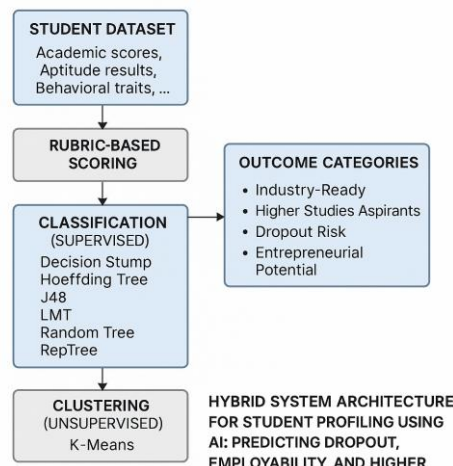 STUDENT DATASET
Academic scores,
Aptitude results,
Behavioral traits, ...
RUBRIC-BASED
SCORING
CLASSIFICATION
(SUPERVISED)
Decision Stump
Hoeffding Tree
J48
LMT
Random Tree
RepTree
OUTCOME CATEGORIES
• Industry-Ready
• Higher Studies Aspirants
• Dropout Risk
• Entrepreneurial
Potential
CLUSTERING
(UNSUPERVISED)
K-Means
HYBRID SYSTEM ARCHITECTURE
FOR STUDENT PROFILING USING
AI: PREDICTING DROPOUT,
EMPLOYABILITY, AND HIGHER